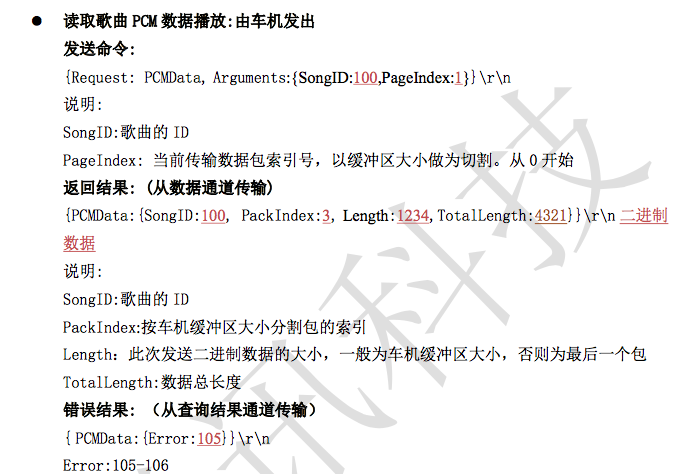 ● 读取歌曲 PCM 数据播放:由车机发出
发送命令:
{Request: PCMData, Arguments:{SongID:100,PageIndex:1}}\r\n
说明:
SongID:歌曲的 ID
PageIndex: 当前传输数据包索引号，以缓冲区大小做为切割。从 0 开始
返回结果: (从数据通道传输)
{PCMData:{SongID:100, PackIndex:3, Length:1234,TotalLength:4321}}\r\n 二进制
数据
说明:
SongID:歌曲的 ID
PackIndex:按车机缓冲区大小分割包的索引
Length: 此次发送二进制数据的大小，一般为车机缓冲区大小，否则为最后一个包
TotalLength:数据总长度
错误结果: （从查询结果通道传输）
{ PCMData:{Error:105}}\r\n
Error:105-106
讯科技